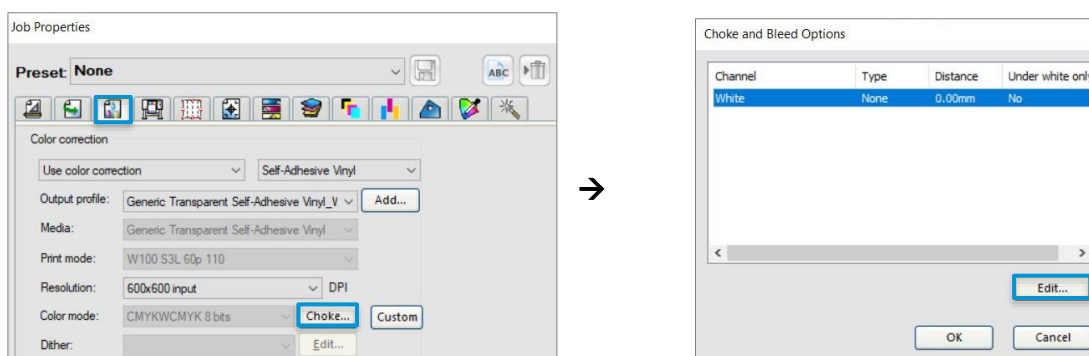 Job Properties
Preset: None
ABC
Color correction
Use color correction Self-Adhesive Vinyl
Output profile: Generic Transparent Self-Adhesive Vinyl_V Add...
Media: Generic Transparent Self-Adhesive Vinyl
Print mode: W100 S3L 60p 110
Resolution: 600x600 input DPI
Color mode: CMYKWCMYK 8 bits Choke... Custom
Dither: Edit...
→
Choke and Bleed Options
Channel Type Distance Under white only
White None 0.00mm No
Edit...
OK Cancel